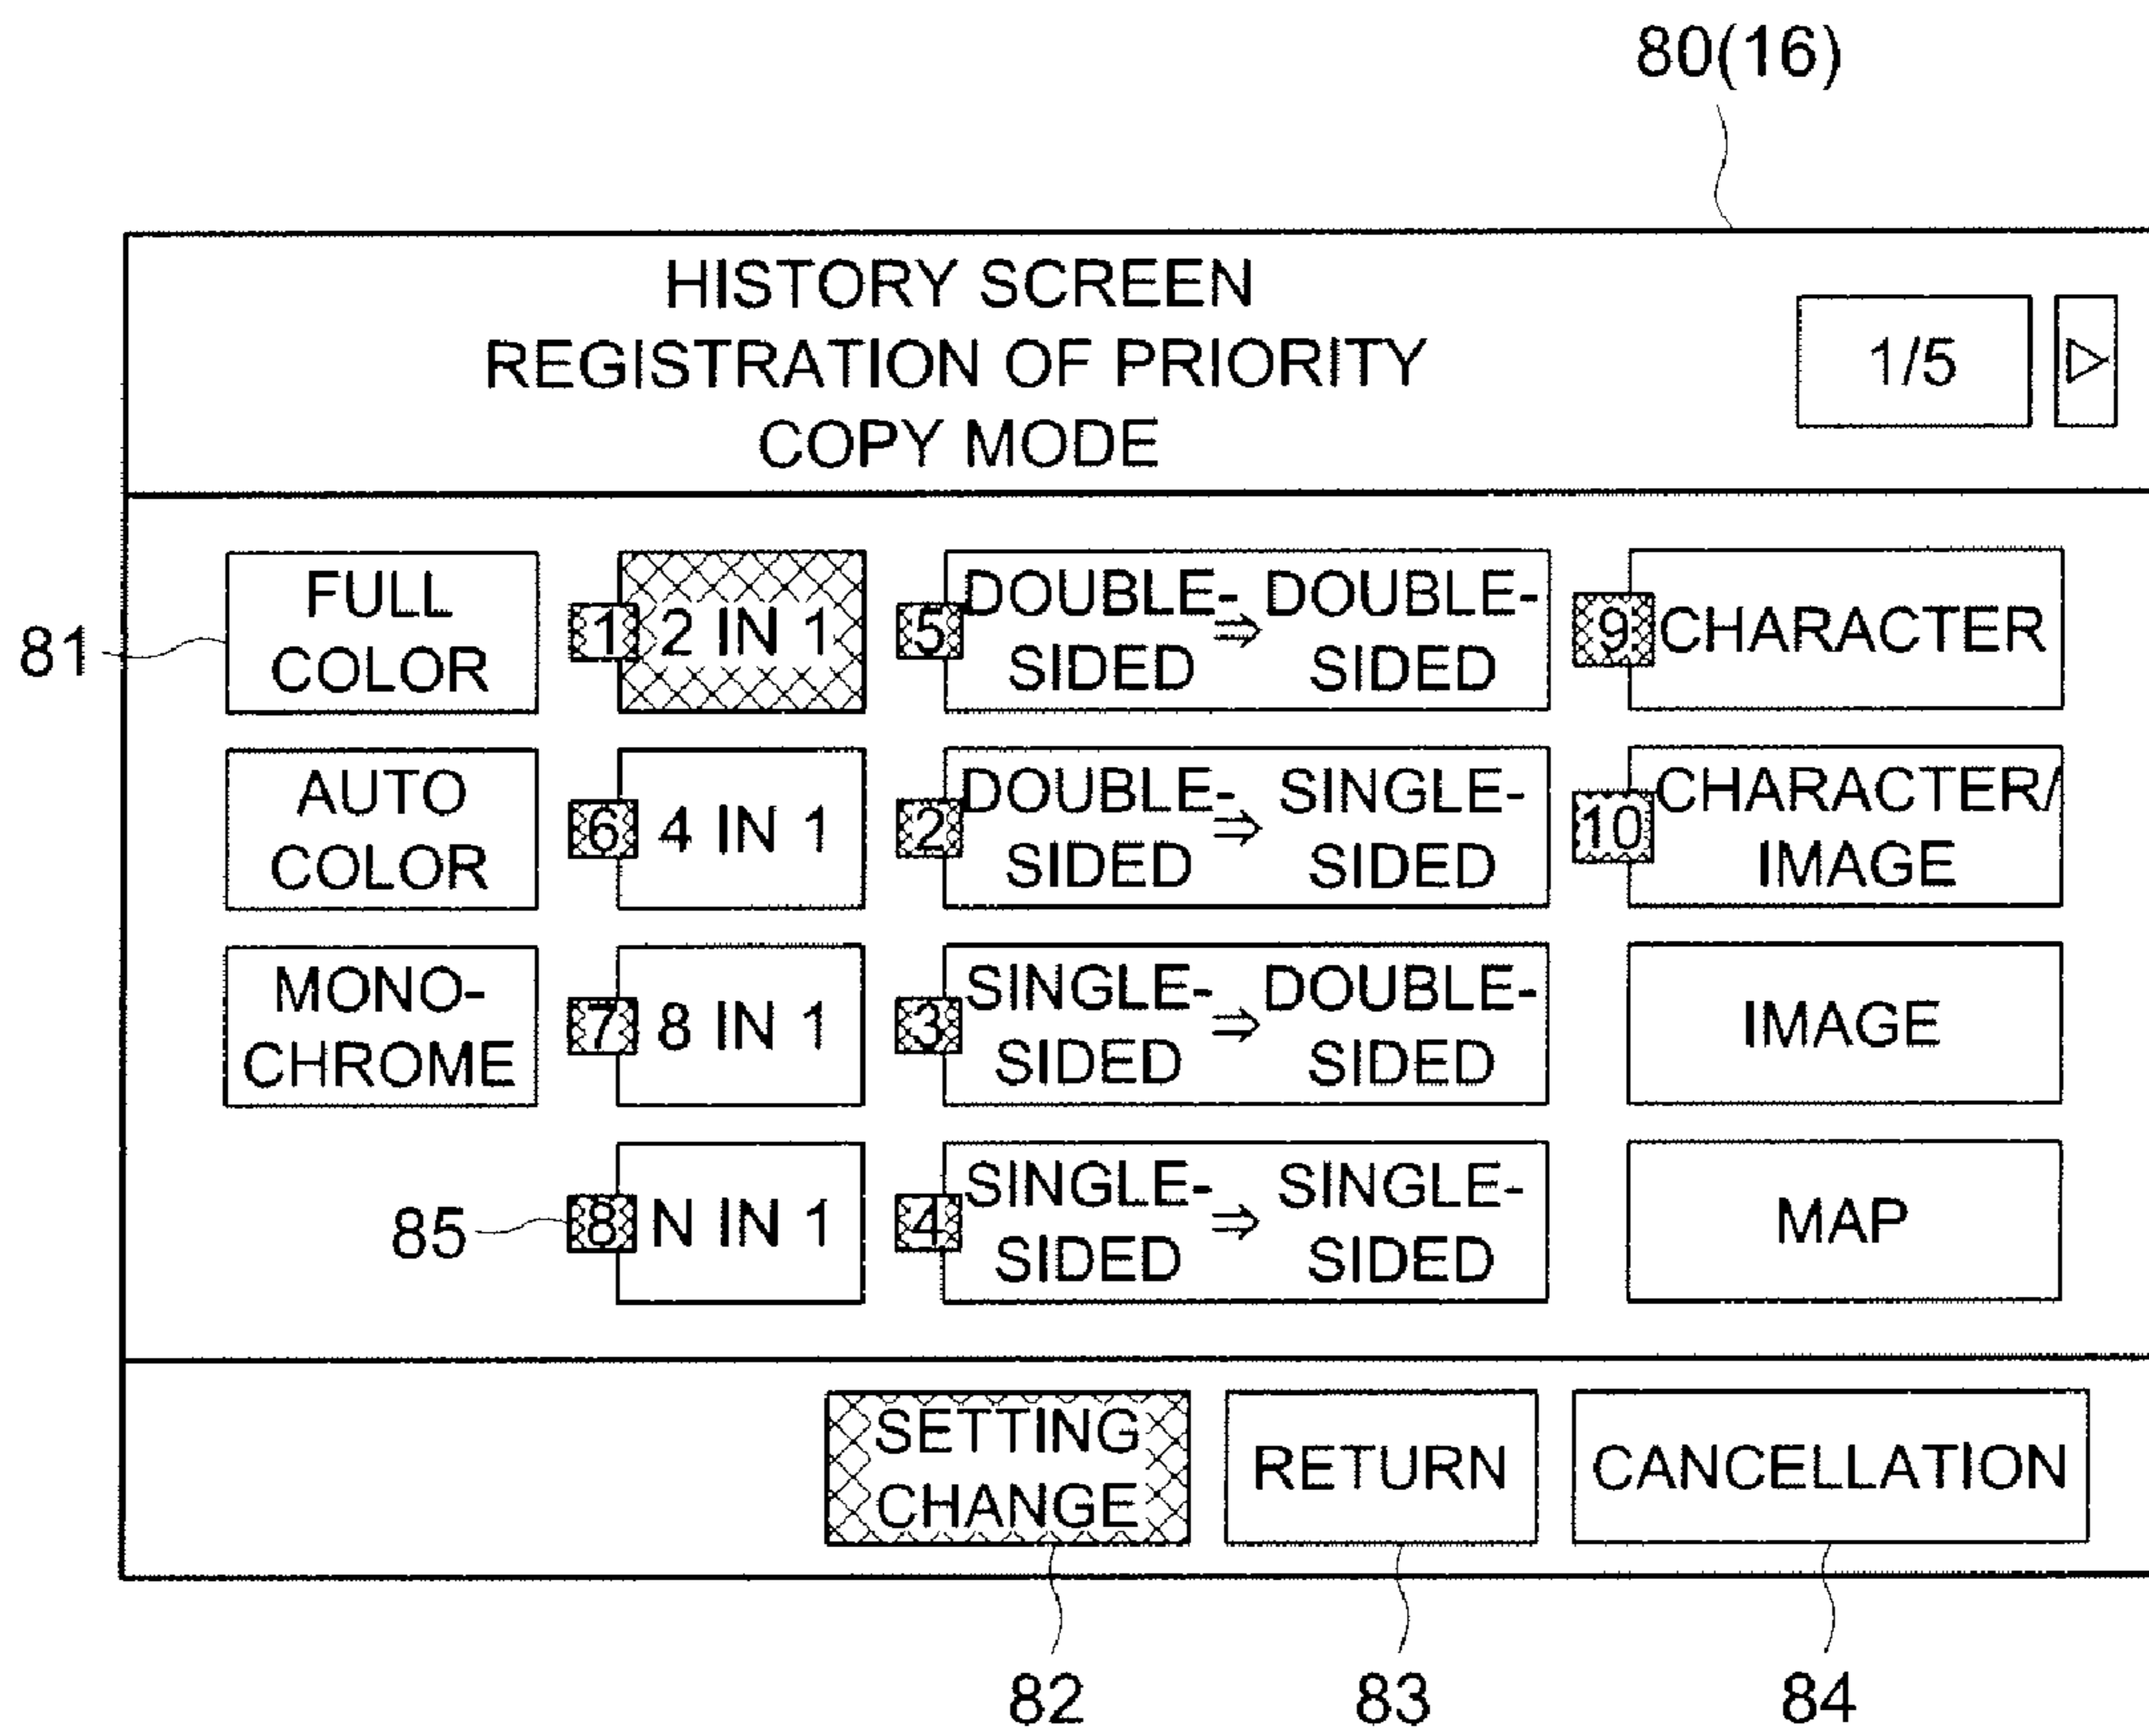 80(16)
HISTORY SCREEN
REGISTRATION OF PRIORITY
COPY MODE
1/5
81
FULL
COLOR
1
2 IN 1
5
DOUBLE-
SIDED
⇒
DOUBLE-
SIDED
9
CHARACTER
AUTO
COLOR
6
4 IN 1
2
DOUBLE-
SIDED
⇒
SINGLE-
SIDED
10
CHARACTER/
IMAGE
MONO-
CHROME
7
8 IN 1
3
SINGLE-
SIDED
⇒
DOUBLE-
SIDED
IMAGE
85
8
N IN 1
4
SINGLE-
SIDED
⇒
SINGLE-
SIDED
MAP
SETTING
CHANGE
RETURN
CANCELLATION
82
83
84